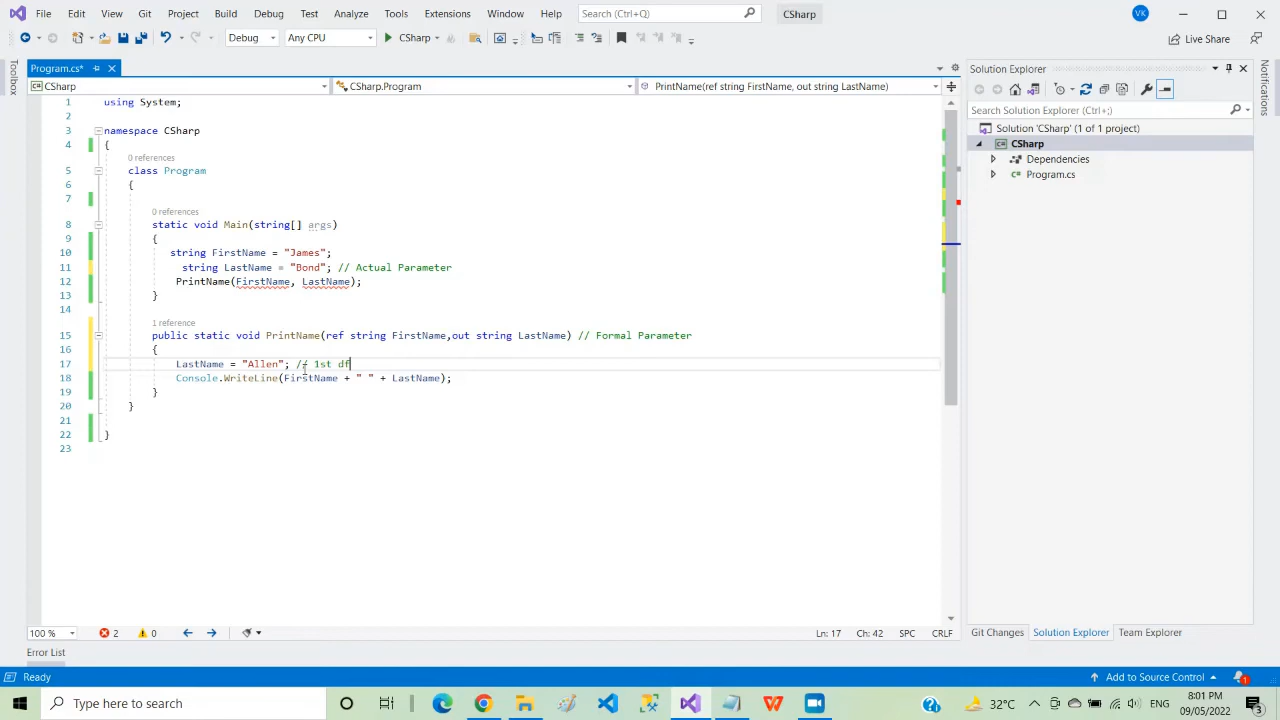 File Edit View Git Project Build Debug Test Analyze Tools Extensions Window Help Search (Ctrl+Q) CSharp VK
Debug Any CPU CSharp Live Share
Toolbox
Program.cs*
CSharp CSharp.Program PrintName(ref string FirstName, out string LastName)
1 using System;
2
3 namespace CSharp
4 {
0 references
5 class Program
6 {
7
0 references
8 static void Main(string[] args)
9 {
10 string FirstName = "James";
11 string LastName = "Bond"; // Actual Parameter
12 PrintName(FirstName, LastName);
13 }
14
1 reference
15 public static void PrintName(ref string FirstName,out string LastName) // Formal Parameter
16 {
17 LastName = "Allen"; // 1st df
18 Console.WriteLine(FirstName + " " + LastName);
19 }
20 }
21
22 }
23
100 % 2 0 Ln: 17 Ch: 42 SPC CRLF
Error List
Solution Explorer
Search Solution Explorer (Ctrl+;)
Solution 'CSharp' (1 of 1 project)
CSharp
Dependencies
Program.cs
Git Changes Solution Explorer Team Explorer
Notifications
Ready Add to Source Control 1
Type here to search 32°C ENG 8:01 PM
09/05/2022 3